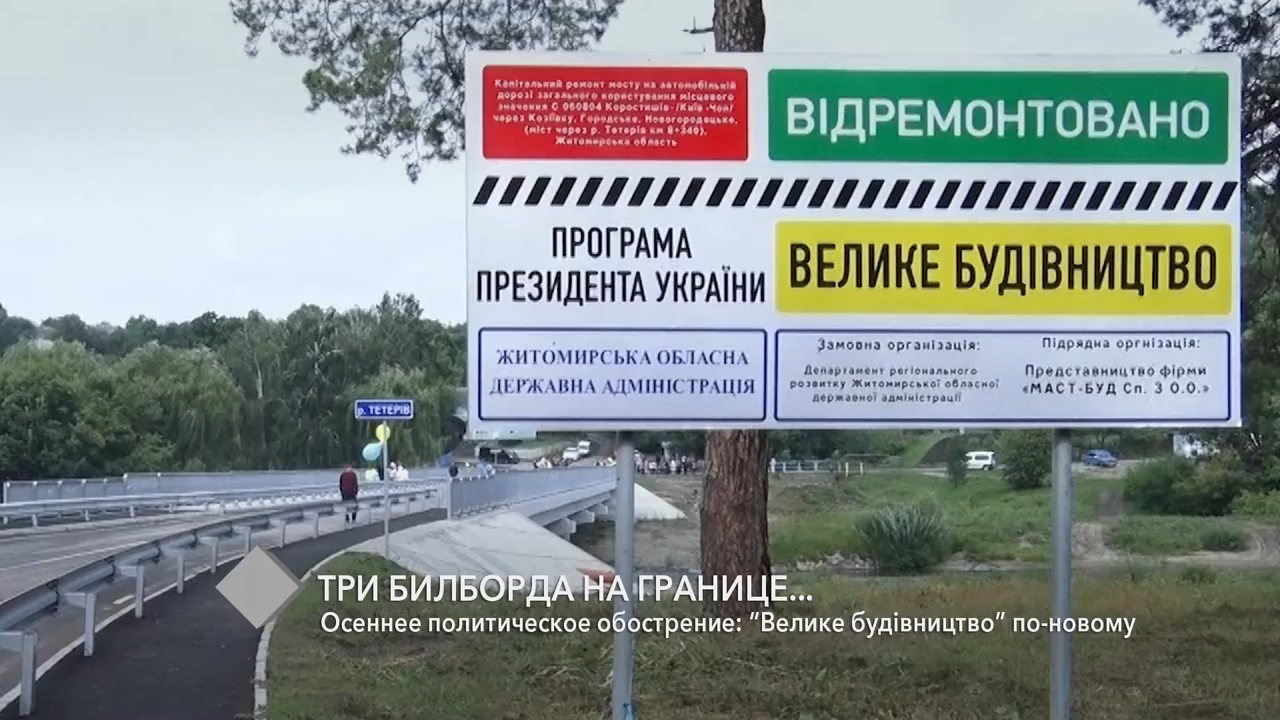 Капітальний ремонт мосту на автомобільній
дорозі загального користування місцевого
значення С 060804 Коростишів-/Київ -Чоп/
через Козіївку, Городське, Новогородецьке,
(міст через р. Тетерів км 8+340).
Житомирська область
ВІДРЕМОНТОВАНО
ПРОГРАМА
ПРЕЗИДЕНТА УКРАЇНИ
ВЕЛИКЕ БУДІВНИЦТВО
ЖИТОМИРСЬКА ОБЛАСНА
ДЕРЖАВНА АДМІНІСТРАЦІЯ
Замовна організація:
Департамент регіонального
розвитку Житомирської обласної
державної адміністрації
Підрядна оргнізація:
Представництво фірми
«МАСТ-БУД Сп. З О.О.»
р. ТЕТЕРІВ
ТРИ БИЛБОРДА НА ГРАНИЦЕ...
Осеннее политическое обострение: "Велике будівництво" по-новому